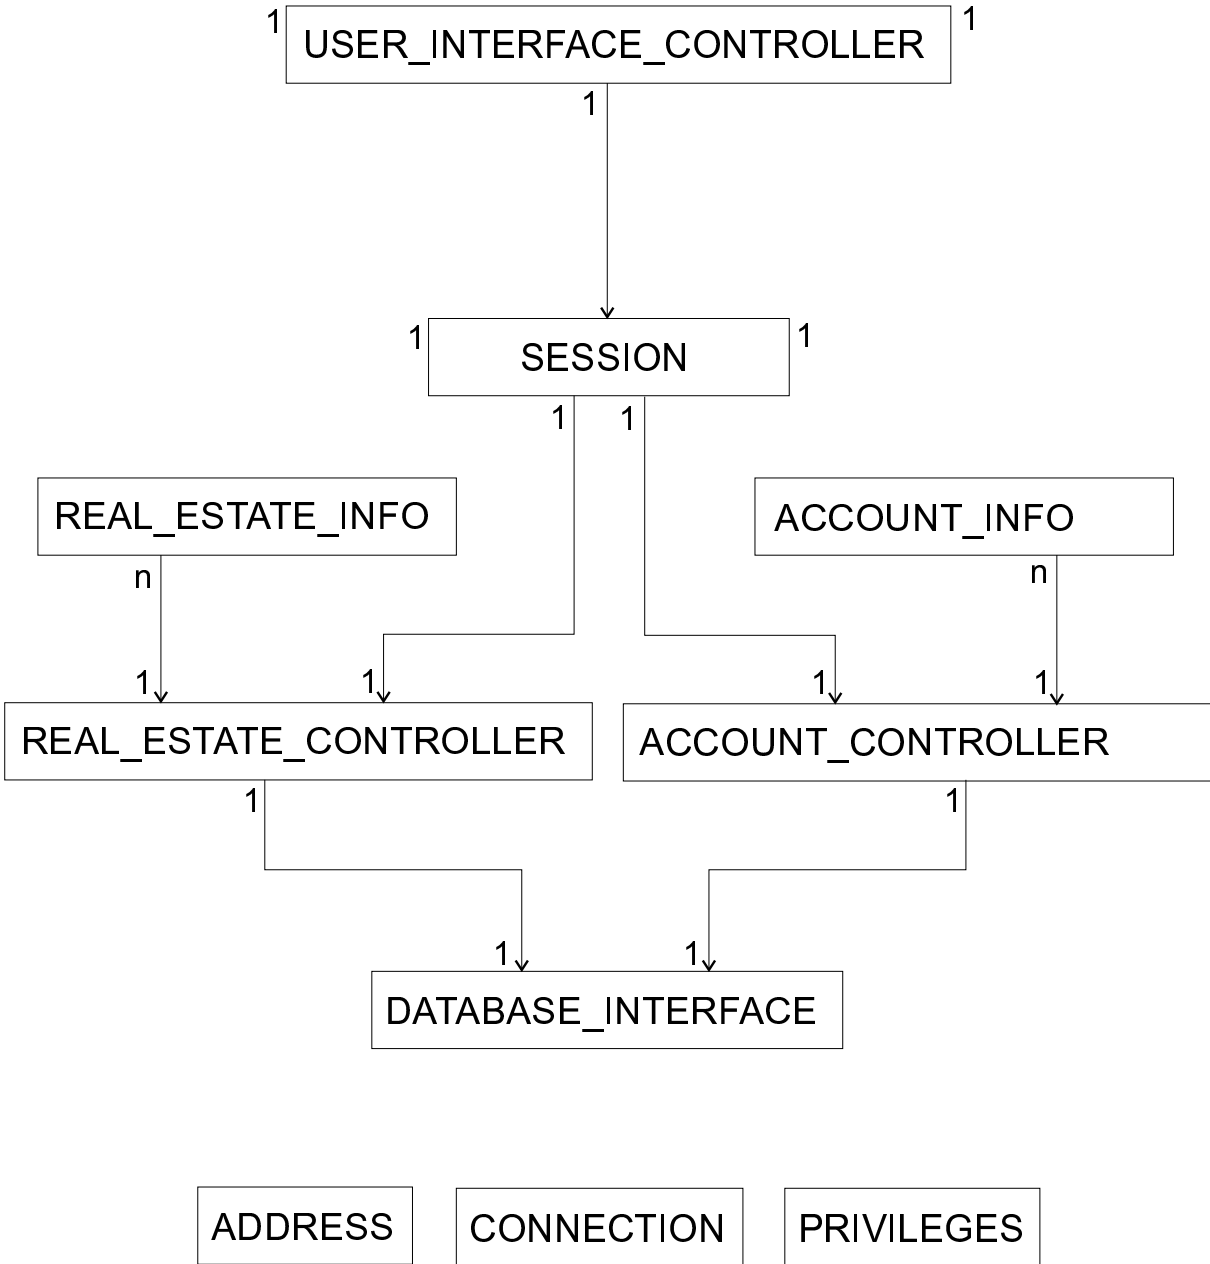 1 USER_INTERFACE_CONTROLLER 1
1
1 SESSION 1
1 1
REAL_ESTATE_INFO ACCOUNT_INFO
n n
1 1 1 1
REAL_ESTATE_CONTROLLER ACCOUNT_CONTROLLER
1 1
1 1
DATABASE_INTERFACE
ADDRESS CONNECTION PRIVILEGES